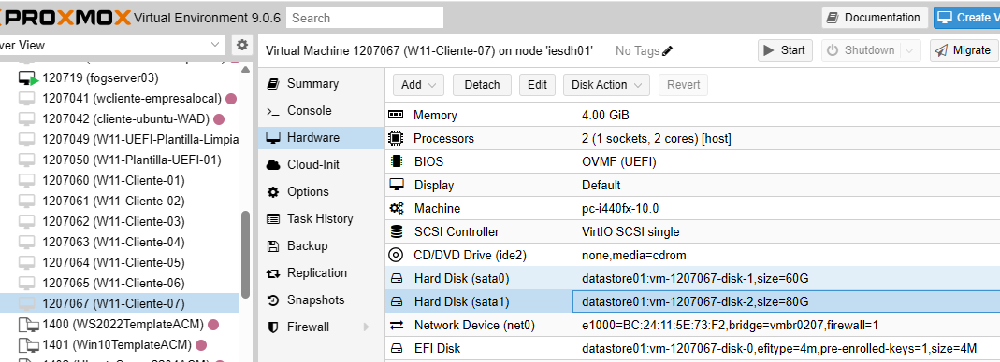 PROXMOX Virtual Environment 9.0.6 Search Documentation
ver View
Virtual Machine 1207067 (W11-Cliente-07) on node 'iesdh01' No Tags Start Shutdown Migrate
120719 (fogserver03)
1207041 (wcliente-empresalocal)
1207042 (cliente-ubuntu-WAD)
1207049 (W11-UEFI-Plantilla-Limpia
1207050 (W11-Plantilla-UEFI-01)
1207060 (W11-Cliente-01)
1207061 (W11-Cliente-02)
1207062 (W11-Cliente-03)
1207063 (W11-Cliente-04)
1207064 (W11-Cliente-05)
1207065 (W11-Cliente-06)
1207067 (W11-Cliente-07)
1400 (WS2022TemplateACM)
1401 (Win10TemplateACM)
Summary
Console
Hardware
Cloud-Init
Options
Task History
Backup
Replication
Snapshots
Firewall
Create V
Add Detach Edit Disk Action Revert
Memory 4.00 GiB
Processors 2 (1 sockets, 2 cores) [host]
BIOS OVMF (UEFI)
Display Default
Machine pc-i440fx-10.0
SCSI Controller VirtIO SCSI single
CD/DVD Drive (ide2) none,media=cdrom
Hard Disk (sata0) datastore01:vm-1207067-disk-1,size=60G
Hard Disk (sata1) datastore01:vm-1207067-disk-2,size=80G
Network Device (net0) e1000=BC:24:11:5E:73:F2,bridge=vmbr0207,firewall=1
EFI Disk datastore01:vm-1207067-disk-0,efitype=4m,pre-enrolled-keys=1,size=4M